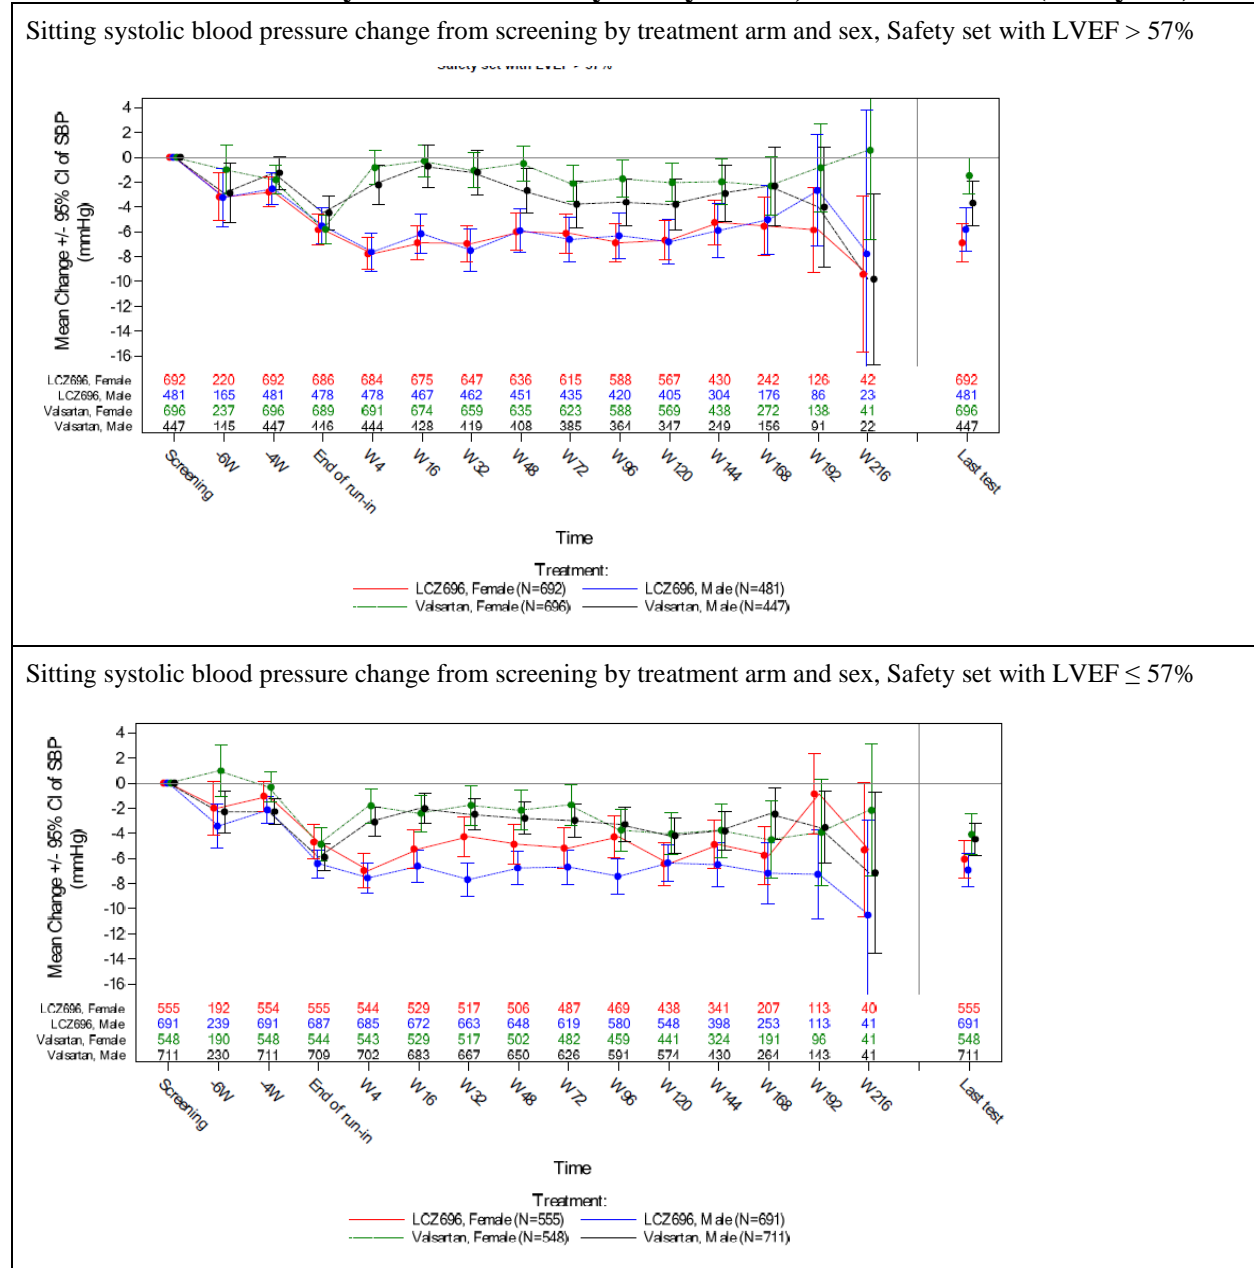 Sitting systolic blood pressure change from screening by treatment arm and sex, Safety set with LVEF > 57%
Safety set with LVEF > 57%
Mean Change +/- 95% CI of SBP
(mmHg)
4
2
0
-2
-4
-6
-8
-10
-12
-14
-16
LCZ696, Female 692 220 692 686 684 675 647 636 615 588 567 430 242 126 42 692
LCZ696, Male 481 165 481 478 478 467 462 451 435 420 405 304 176 86 23 481
Valsartan, Female 696 237 696 689 691 674 659 635 623 588 569 438 272 138 41 696
Valsartan, Male 447 145 447 446 444 428 419 408 385 364 347 249 156 91 22 447
Screening -6W -4W End of run-in W4 W16 W32 W48 W72 W96 W120 W144 W168 W192 W216 Last test
Time
Treatment:
LCZ696, Female (N=692) LCZ696, Male (N=481)
Valsartan, Female (N=696) Valsartan, Male (N=447)
Sitting systolic blood pressure change from screening by treatment arm and sex, Safety set with LVEF ≤ 57%
Mean Change +/- 95% CI of SBP
(mmHg)
4
2
0
-2
-4
-6
-8
-10
-12
-14
-16
LCZ696, Female 555 192 554 555 544 529 517 506 487 469 438 341 207 113 40 555
LCZ696, Male 691 239 691 687 685 672 663 648 619 580 548 398 253 113 41 691
Valsartan, Female 548 190 548 544 543 529 517 502 482 459 441 324 191 96 41 548
Valsartan, Male 711 230 711 709 702 683 667 650 626 591 574 430 264 143 41 711
Screening -6W -4W End of run-in W4 W16 W32 W48 W72 W96 W120 W144 W168 W192 W216 Last test
Time
Treatment:
LCZ696, Female (N=555) LCZ696, Male (N=691)
Valsartan, Female (N=548) Valsartan, Male (N=711)